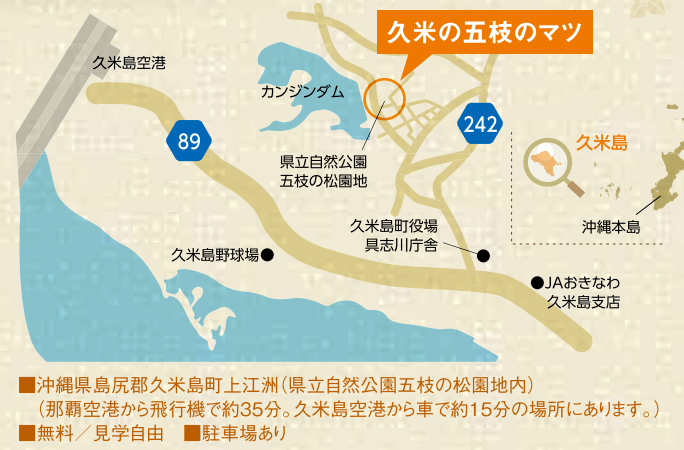 久米の五枝のマツ
久米島空港
カンジンダム
89
242
県立自然公園
五枝の松園地
久米島
沖縄本島
久米島町役場
具志川庁舎
久米島野球場
JAおきなわ
久米島支店
■沖縄県島尻郡久米島町上江洲（県立自然公園五枝の松園地内）
（那覇空港から飛行機で約35分。久米島空港から車で約15分の場所にあります。）
■無料／見学自由　■駐車場あり